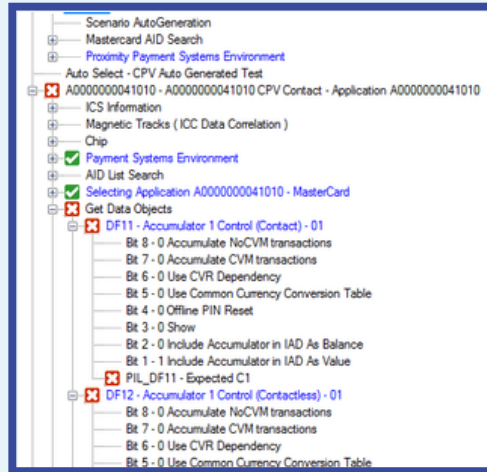 Scenario AutoGeneration
Mastercard AID Search
Proximity Payment Systems Environment
Auto Select - CPV Auto Generated Test
A0000000041010 - A0000000041010 CPV Contact - Application A0000000041010
ICS Information
Magnetic Tracks ( ICC Data Correlation )
Chip
Payment Systems Environment
AID List Search
Selecting Application A0000000041010 - MasterCard
Get Data Objects
DF11 - Accumulator 1 Control (Contact) - 01
Bit 8 - 0 Accumulate NoCVM transactions
Bit 7 - 0 Accumulate CVM transactions
Bit 6 - 0 Use CVR Dependency
Bit 5 - 0 Use Common Currency Conversion Table
Bit 4 - 0 Offline PIN Reset
Bit 3 - 0 Show
Bit 2 - 0 Include Accumulator in IAD As Balance
Bit 1 - 1 Include Accumulator in IAD As Value
PIL_DF11 - Expected C1
DF12 - Accumulator 1 Control (Contactless) - 01
Bit 8 - 0 Accumulate NoCVM transactions
Bit 7 - 0 Accumulate CVM transactions
Bit 6 - 0 Use CVR Dependency
Bit 5 - 0 Use Common Currency Conversion Table